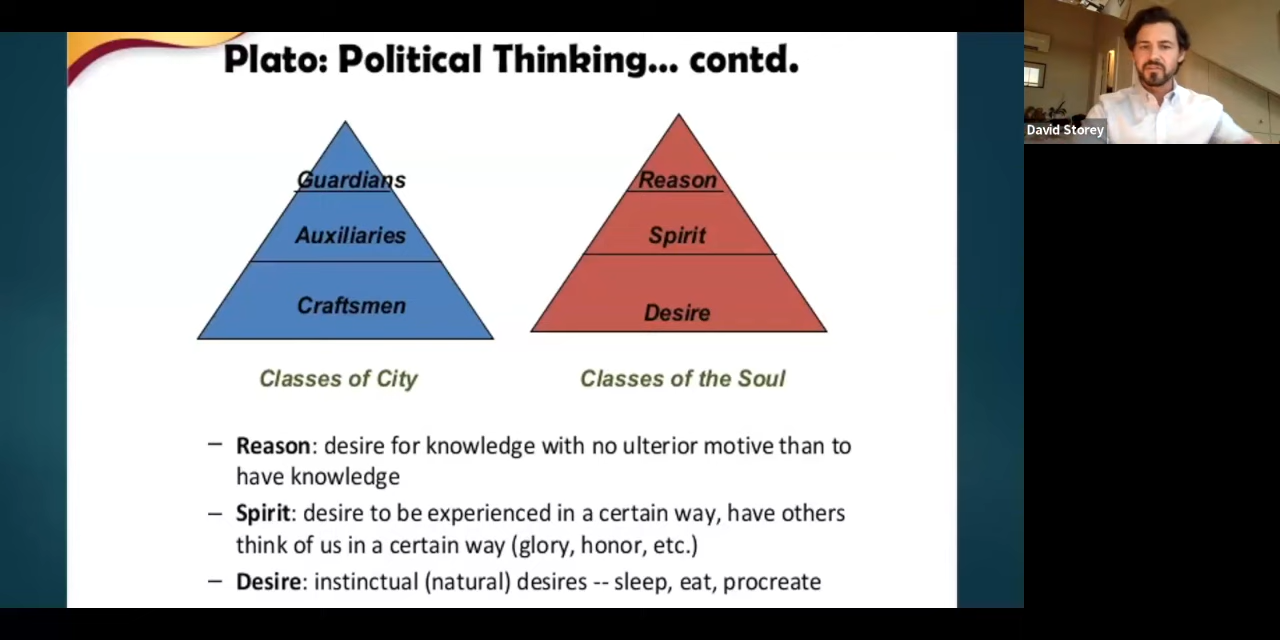 Plato: Political Thinking... contd.
David Storey
Guardians
Auxiliaries
Craftsmen
Classes of City
Reason
Spirit
Desire
Classes of the Soul
– Reason: desire for knowledge with no ulterior motive than to
have knowledge
– Spirit: desire to be experienced in a certain way, have others
think of us in a certain way (glory, honor, etc.)
– Desire: instinctual (natural) desires -- sleep, eat, procreate